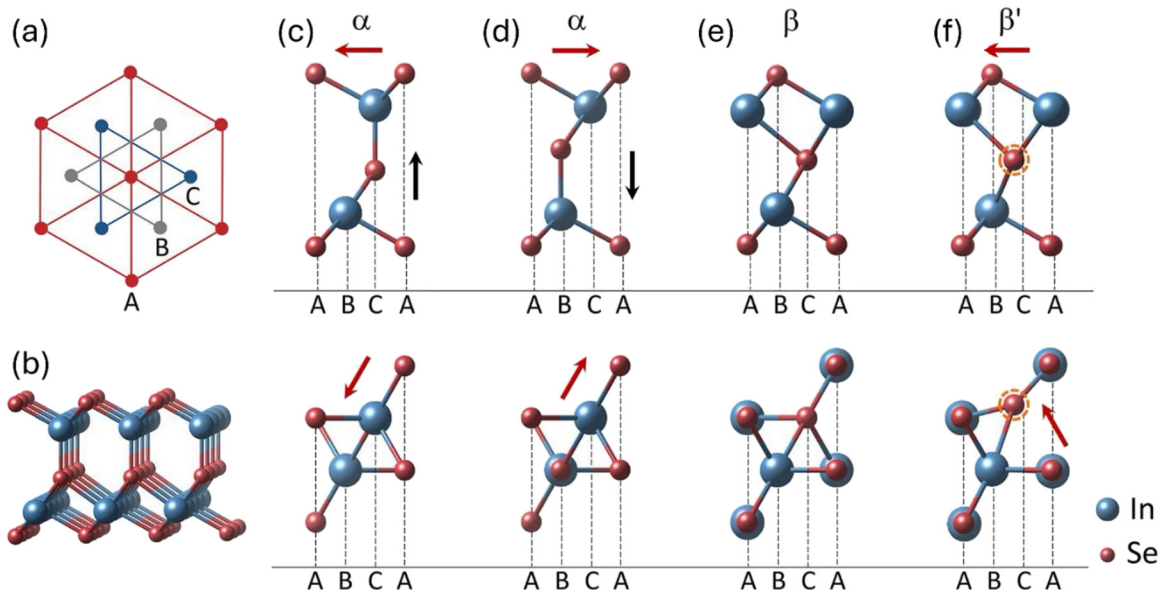 (a)
(c)
α
(d)
α
(e)
β
(f)
β'
C
B
A
A B C A
A B C A
A B C A
A B C A
(b)
In
Se
A B C A
A B C A
A B C A
A B C A